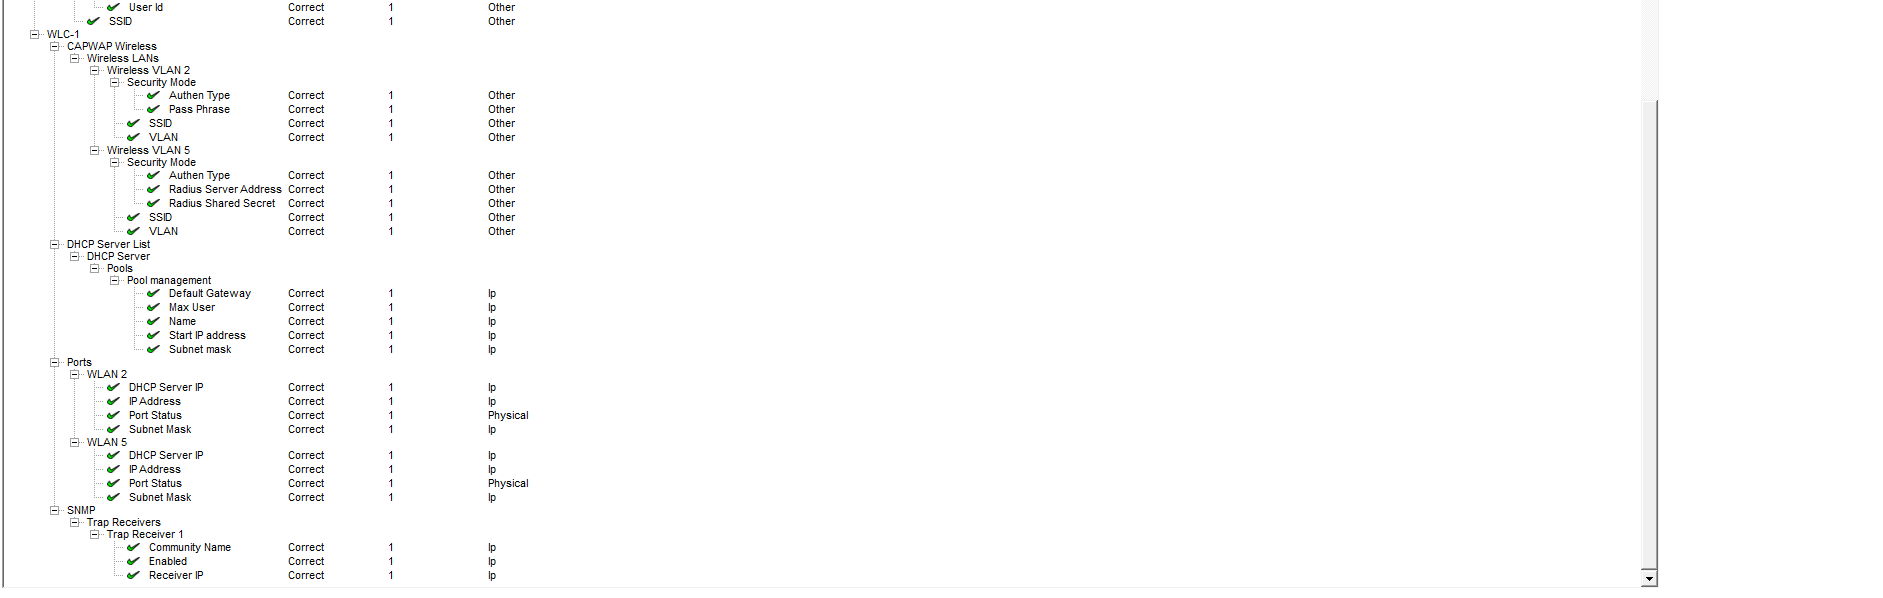 User Id Correct 1 Other
SSID Correct 1 Other
WLC-1
CAPWAP Wireless
Wireless LANs
Wireless VLAN 2
Security Mode
Authen Type Correct 1 Other
Pass Phrase Correct 1 Other
SSID Correct 1 Other
VLAN Correct 1 Other
Wireless VLAN 5
Security Mode
Authen Type Correct 1 Other
Radius Server Address Correct 1 Other
Radius Shared Secret Correct 1 Other
SSID Correct 1 Other
VLAN Correct 1 Other
DHCP Server List
DHCP Server
Pools
Pool management
Default Gateway Correct 1 Ip
Max User Correct 1 Ip
Name Correct 1 Ip
Start IP address Correct 1 Ip
Subnet mask Correct 1 Ip
Ports
WLAN 2
DHCP Server IP Correct 1 Ip
IP Address Correct 1 Ip
Port Status Correct 1 Physical
Subnet Mask Correct 1 Ip
WLAN 5
DHCP Server IP Correct 1 Ip
IP Address Correct 1 Ip
Port Status Correct 1 Physical
Subnet Mask Correct 1 Ip
SNMP
Trap Receivers
Trap Receiver 1
Community Name Correct 1 Ip
Enabled Correct 1 Ip
Receiver IP Correct 1 Ip